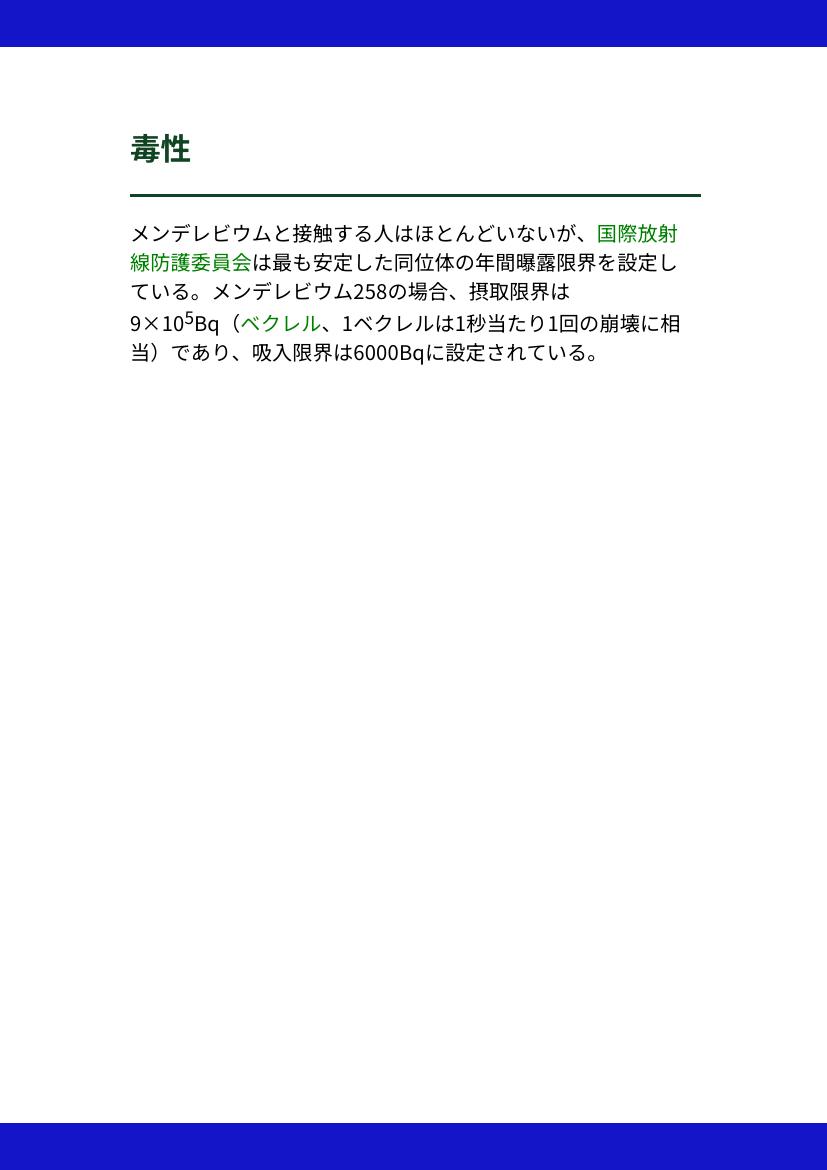 毒性
メンデレビウムと接触する人はほとんどいないが、国際放射
線防護委員会は最も安定した同位体の年間曝露限界を設定し
ている。メンデレビウム258の場合、摂取限界は
9×10⁵Bq（ベクレル、1ベクレルは1秒当たり1回の崩壊に相
当）であり、吸入限界は6000Bqに設定されている。